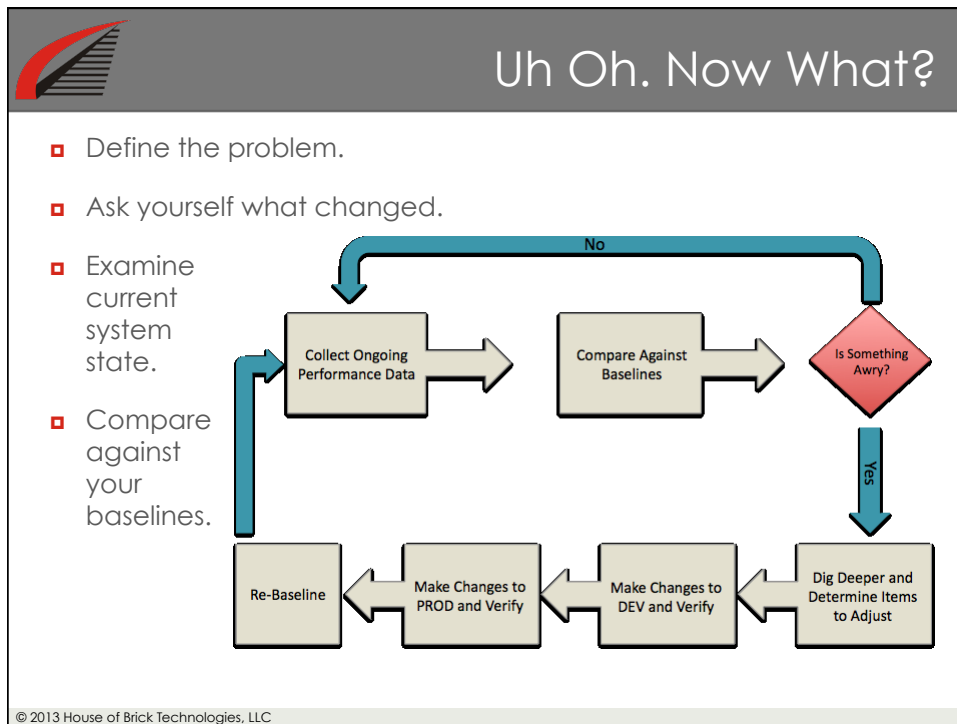 Uh Oh. Now What?
Define the problem.
Ask yourself what changed.
Examine
current
system
state.
Compare
against
your
baselines.
No
Collect Ongoing
Performance Data
Compare Against
Baselines
Is Something
Awry?
Yes
Dig Deeper and
Determine Items
to Adjust
Make Changes to
DEV and Verify
Make Changes to
PROD and Verify
Re-Baseline
© 2013 House of Brick Technologies, LLC